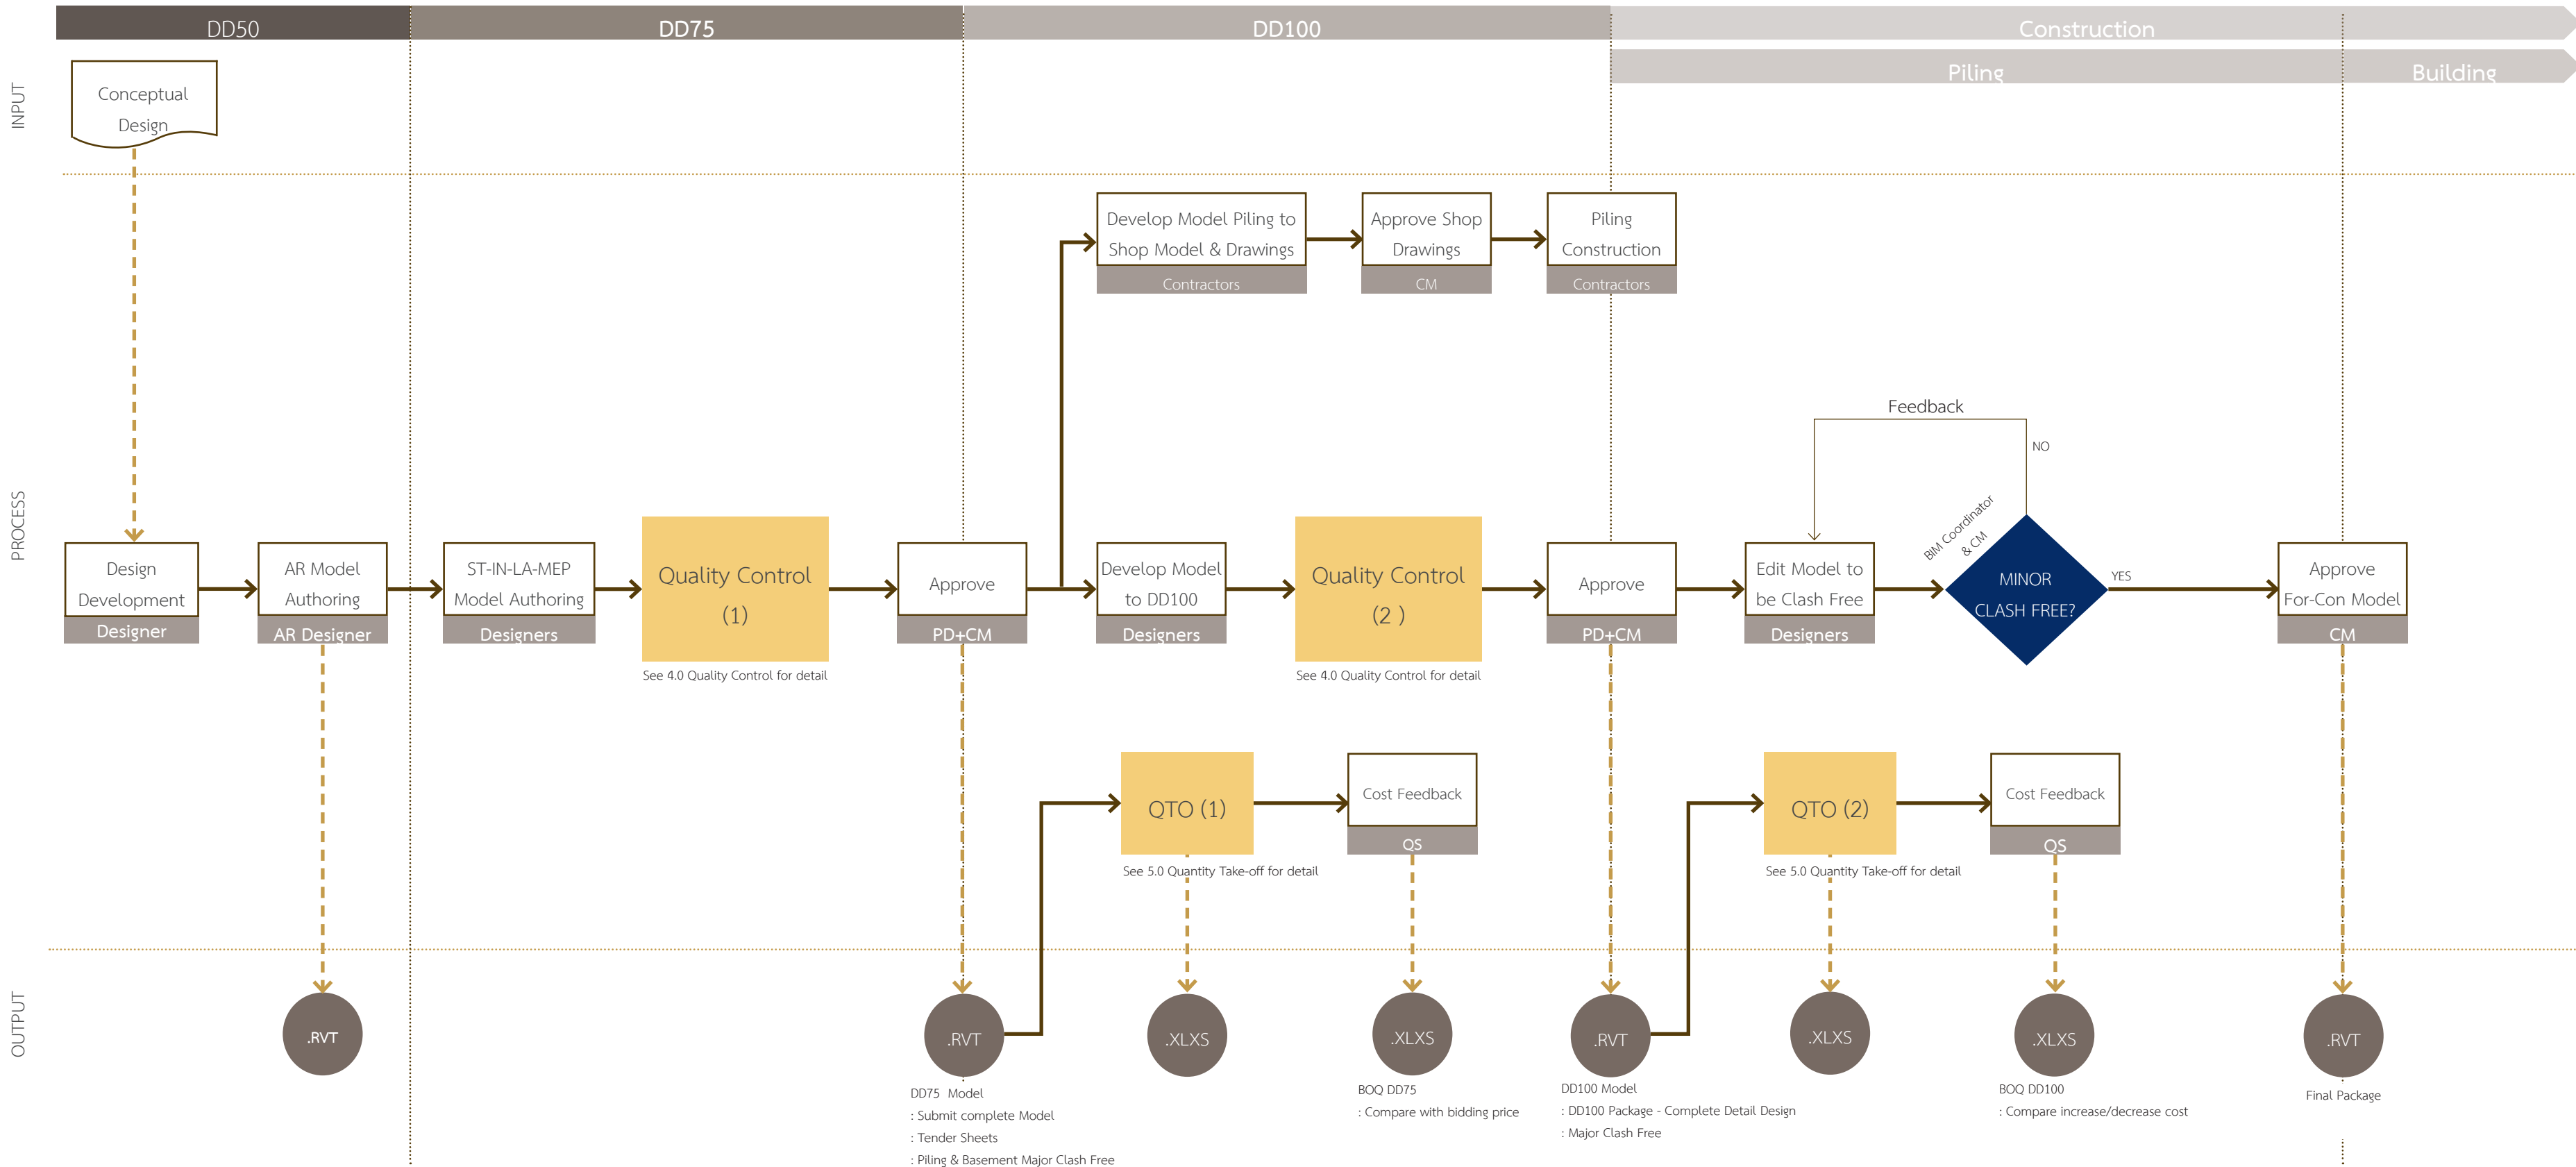 DD50
DD75
DD100
Construction
Piling
Building
INPUT
Conceptual
Design
PROCESS
Develop Model Piling to
Shop Model & Drawings
Contractors
Approve Shop
Drawings
CM
Piling
Construction
Contractors
Feedback
NO
Design
Development
Designer
AR Model
Authoring
AR Designer
ST-IN-LA-MEP
Model Authoring
Designers
Quality Control
(1)
See 4.0 Quality Control for detail
Approve
PD+CM
Develop Model
to DD100
Designers
Quality Control
(2 )
See 4.0 Quality Control for detail
Approve
PD+CM
Edit Model to
be Clash Free
Designers
BIM Coordinator
& CM
MINOR
CLASH FREE?
YES
Approve
For-Con Model
CM
QTO (1)
See 5.0 Quantity Take-off for detail
Cost Feedback
QS
QTO (2)
See 5.0 Quantity Take-off for detail
Cost Feedback
QS
OUTPUT
.RVT
.RVT
DD75 Model
: Submit complete Model
: Tender Sheets
: Piling & Basement Major Clash Free
.XLXS
.XLXS
BOQ DD75
: Compare with bidding price
.RVT
DD100 Model
: DD100 Package - Complete Detail Design
: Major Clash Free
.XLXS
.XLXS
BOQ DD100
: Compare increase/decrease cost
.RVT
Final Package